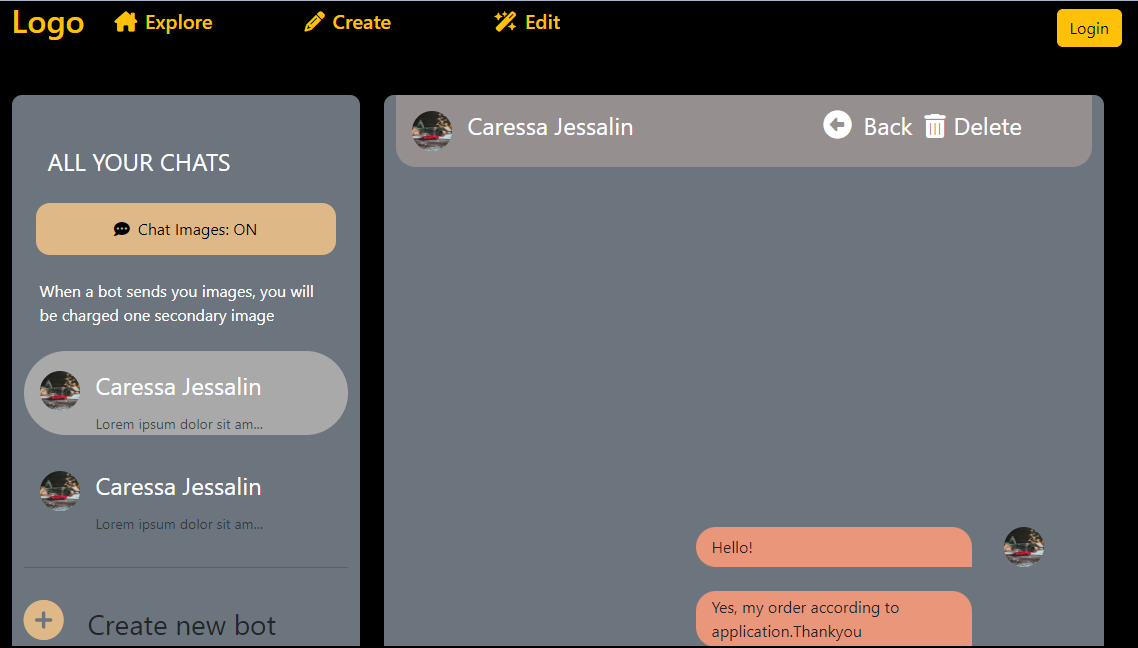 Logo
Explore
Create
Edit
Login
ALL YOUR CHATS
Chat Images: ON
When a bot sends you images, you will
be charged one secondary image
Caressa Jessalin
Lorem ipsum dolor sit am...
Caressa Jessalin
Lorem ipsum dolor sit am...
Create new bot
Caressa Jessalin
Back
Delete
Hello!
Yes, my order according to
application.Thankyou